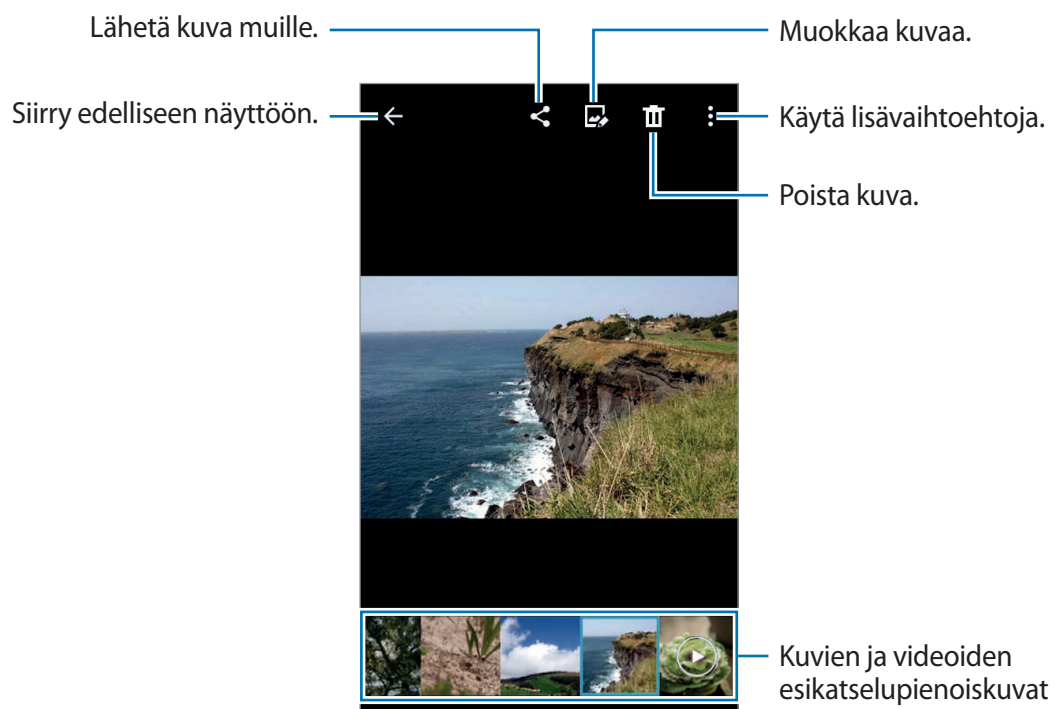 Lähetä kuva muille.
Muokkaa kuvaa.
Siirry edelliseen näyttöön.
Käytä lisävaihtoehtoja.
Poista kuva.
Kuvien ja videoiden
esikatselupienoiskuvat